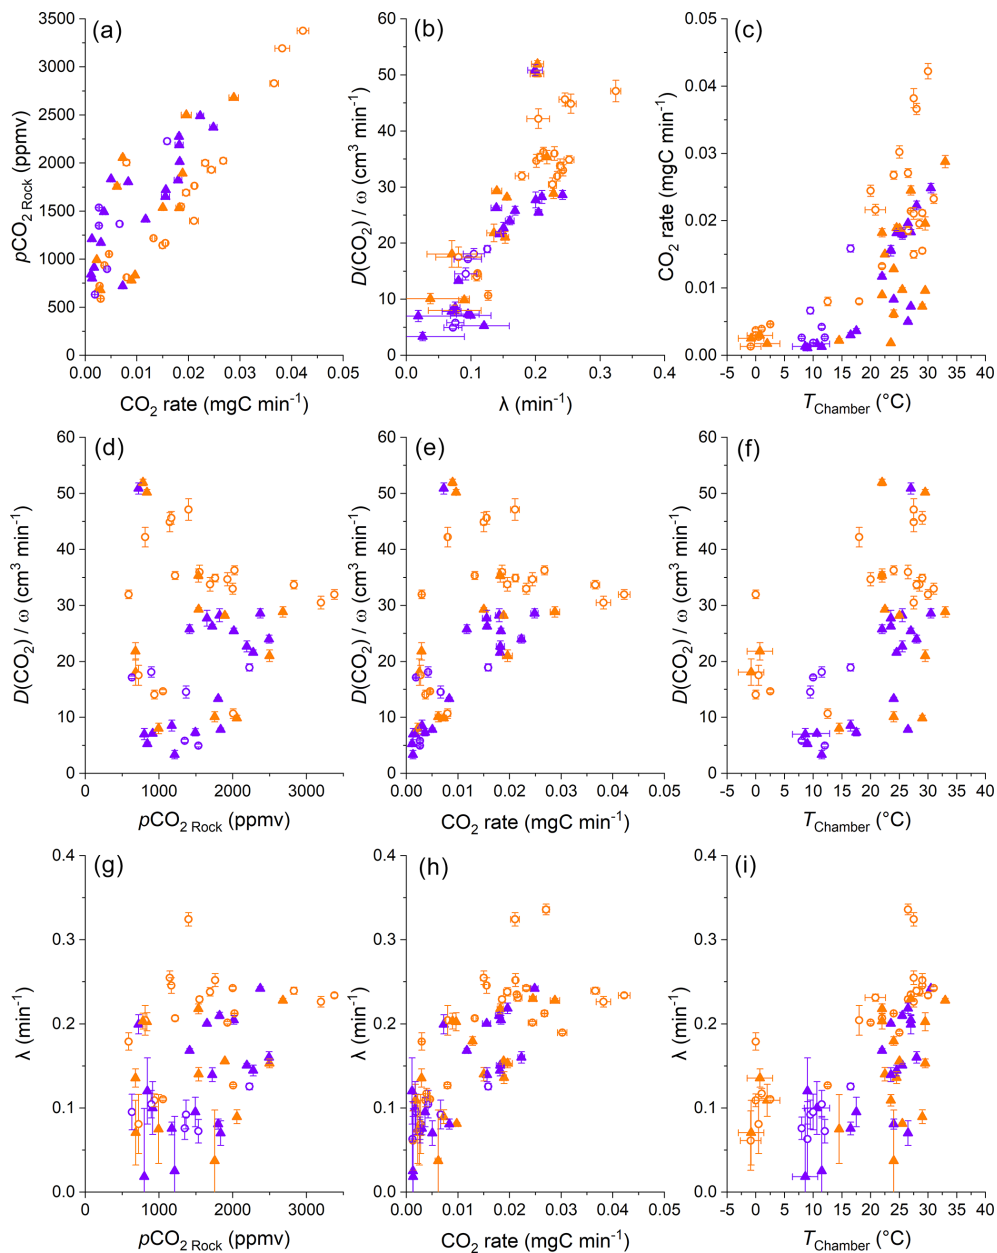 (a)
3500
3000
2500
2000
1500
1000
500
0
pCO2 Rock (ppmv)
0.00 0.01 0.02 0.03 0.04 0.05
CO2 rate (mgC min-1)
(b)
60
50
40
30
20
10
0
D(CO2) / ω (cm3 min-1)
0.0 0.1 0.2 0.3 0.4
λ (min-1)
(c)
0.05
0.04
0.03
0.02
0.01
0.00
CO2 rate (mgC min-1)
-5 0 5 10 15 20 25 30 35 40
TChamber (°C)
(d)
60
50
40
30
20
10
0
D(CO2) / ω (cm3 min-1)
0 1000 2000 3000
pCO2 Rock (ppmv)
(e)
60
50
40
30
20
10
0
D(CO2) / ω (cm3 min-1)
0.00 0.01 0.02 0.03 0.04 0.05
CO2 rate (mgC min-1)
(f)
60
50
40
30
20
10
0
D(CO2) / ω (cm3 min-1)
-5 0 5 10 15 20 25 30 35 40
TChamber (°C)
(g)
0.4
0.3
0.2
0.1
0.0
λ (min-1)
0 1000 2000 3000
pCO2 Rock (ppmv)
(h)
0.4
0.3
0.2
0.1
0.0
λ (min-1)
0.00 0.01 0.02 0.03 0.04 0.05
CO2 rate (mgC min-1)
(i)
0.4
0.3
0.2
0.1
0.0
λ (min-1)
-5 0 5 10 15 20 25 30 35 40
TChamber (°C)